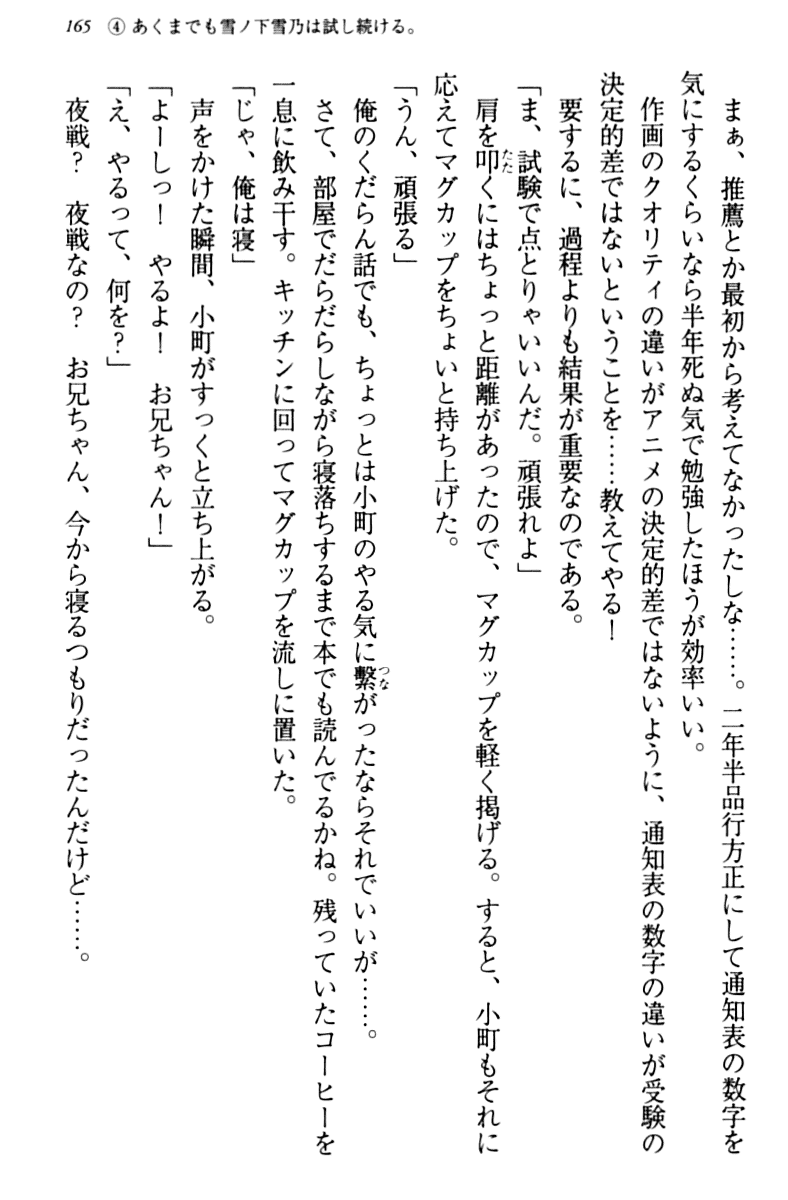 165 ④ あくまでも雪ノ下雪乃は試し続ける。
まぁ、推薦とか最初から考えてなかったしな……。二年半品行方正にして通知表の数字を
気にするくらいなら半年死ぬ気で勉強したほうが効率いい。
作画のクオリティの違いがアニメの決定的差ではないように、通知表の数字の違いが受験の
決定的差ではないということを……教えてやる！
要するに、過程よりも結果が重要なのである。
「ま、試験で点とりゃいいんだ。頑張れよ」
肩を叩くにはちょっと距離があったので、マグカップを軽く掲げる。すると、小町もそれに
応えてマグカップをちょいと持ち上げた。
「うん、頑張る」
俺のくだらん話でも、ちょっとは小町のやる気に繋がったならそれでいいが……。
さて、部屋でだらだらしながら寝落ちするまで本でも読んでるかね。残っていたコーヒーを
一息に飲み干す。キッチンに回ってマグカップを流しに置いた。
「じゃ、俺は寝」
声をかけた瞬間、小町がすっくと立ち上がる。
「よーしっ！　やるよ！　お兄ちゃん！」
「え、やるって、何を？」
夜戦？　夜戦なの？　お兄ちゃん、今から寝るつもりだったんだけど……。